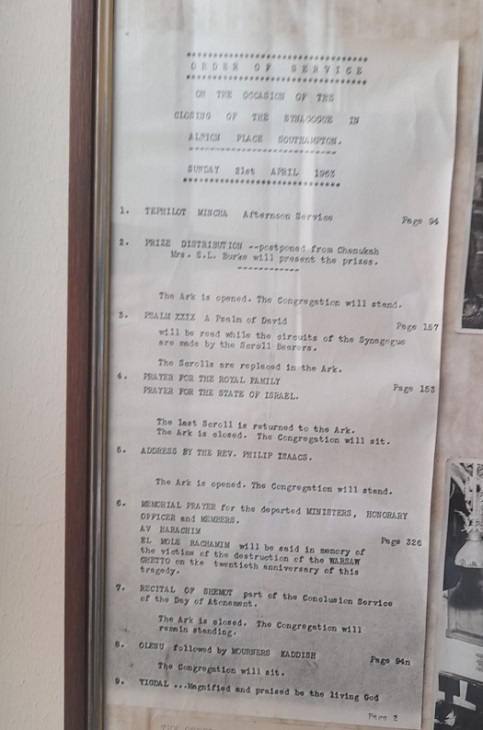 ORDER OF SERVICE
ON THE OCCASION OF THE
CLOSING OF THE SYNAGOGUE IN
ALBION PLACE SOUTHAMPTON.
SUNDAY 21st APRIL 1963
1. TEPHILOT MINCHA Afternoon Service Page 94
2. PRIZE DISTRIBUTION --postponed from Chanukah
Mrs. S.L. Burke will present the prizes.
The Ark is opened. The Congregation will stand.
3. PSALM XXIX A Psalm of David Page 157
will be read while the circuits of the Synagogue
are made by the Scroll Bearers.
The Scrolls are replaced in the Ark.
4. PRAYER FOR THE ROYAL FAMILY Page 153
PRAYER FOR THE STATE OF ISRAEL.
The last Scroll is returned to the Ark.
The Ark is closed. The Congregation will sit.
5. ADDRESS BY THE REV. PHILIP ISAACS.
The Ark is opened. The Congregation will stand.
6. MEMORIAL PRAYER for the departed MINISTERS, HONORARY
OFFICER and MEMBERS.
AV HARACHIM Page 326
EL MOLE RACHAMIM will be said in memory of
the victims of the destruction of the WARSAW
GHETTO on the twentieth anniversary of this
tragedy.
7. RECITAL OF SHEMOT part of the Conclusion Service
of the Day of Atonement.
The Ark is closed. The Congregation will
remain standing.
8. OLENU followed by MOURNERS KADDISH Page 94n
The Congregation will sit.
9. YIGDAL ...Magnified and praised be the living God
Page 2